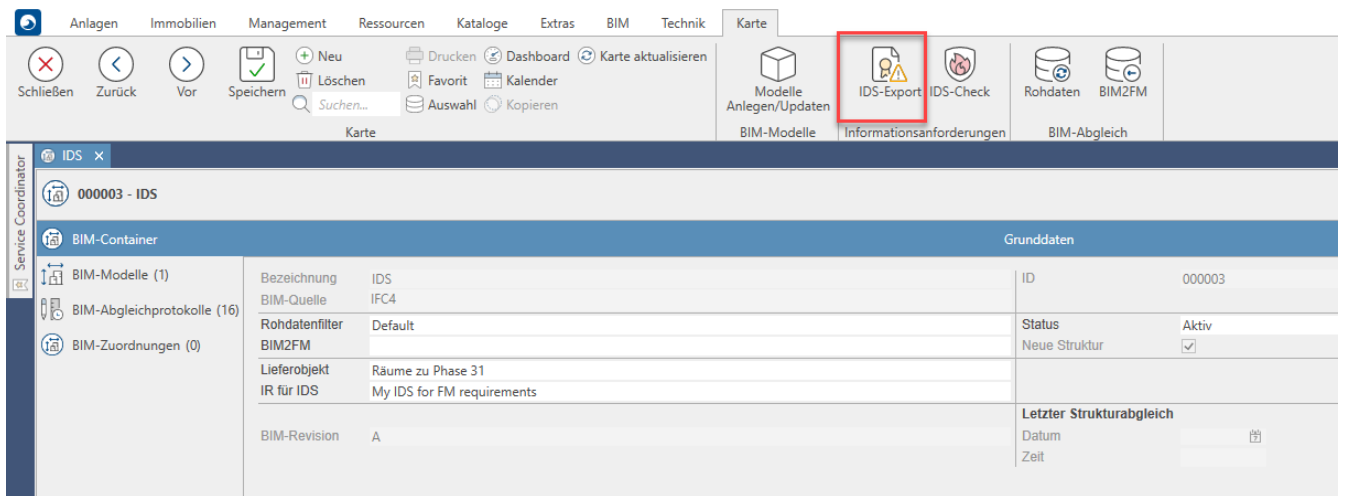 Anlagen Immobilien Management Ressourcen Kataloge Extras BIM Technik Karte
Schließen Zurück Vor Speichern
Neu Drucken Dashboard Karte aktualisieren
Löschen Favorit Kalender
Suchen... Auswahl Kopieren
Karte
Modelle
Anlegen/Updaten
BIM-Modelle
IDS-Export IDS-Check
Informationsanforderungen
Rohdaten BIM2FM
BIM-Abgleich
Service Coordinator
IDS
000003 - IDS
BIM-Container Grunddaten
BIM-Modelle (1)
BIM-Abgleichprotokolle (16)
BIM-Zuordnungen (0)
Bezeichnung IDS ID 000003
BIM-Quelle IFC4
Rohdatenfilter Default Status Aktiv
BIM2FM Neue Struktur
Lieferobjekt Räume zu Phase 31
IR für IDS My IDS for FM requirements
Letzter Strukturabgleich
BIM-Revision A Datum
Zeit